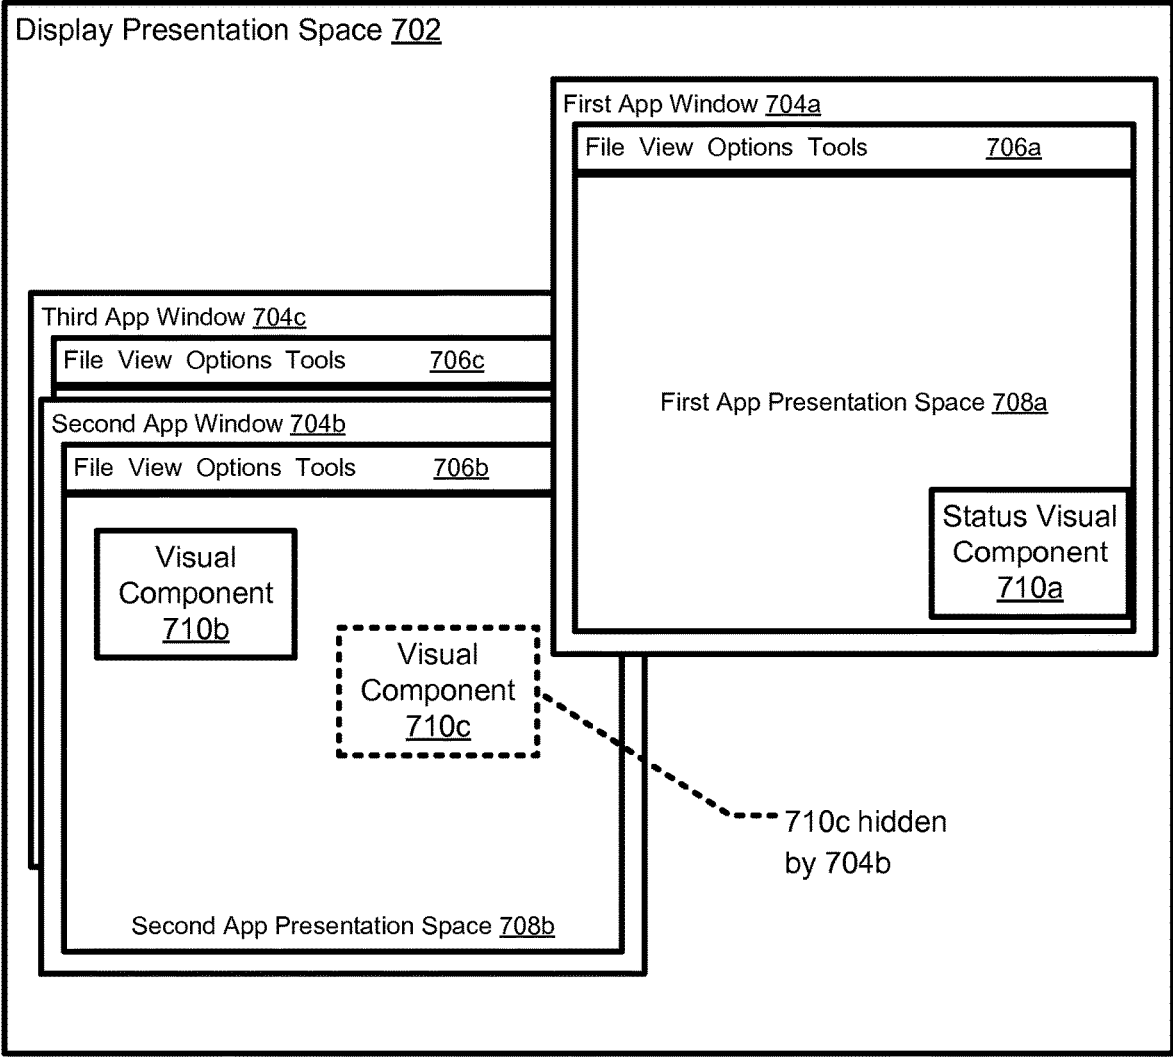 Display Presentation Space 702
First App Window 704a
File View Options Tools 706a
First App Presentation Space 708a
Status Visual
Component
710a
Third App Window 704c
File View Options Tools 706c
Second App Window 704b
File View Options Tools 706b
Visual
Component
710b
Visual
Component
710c
710c hidden
by 704b
Second App Presentation Space 708b